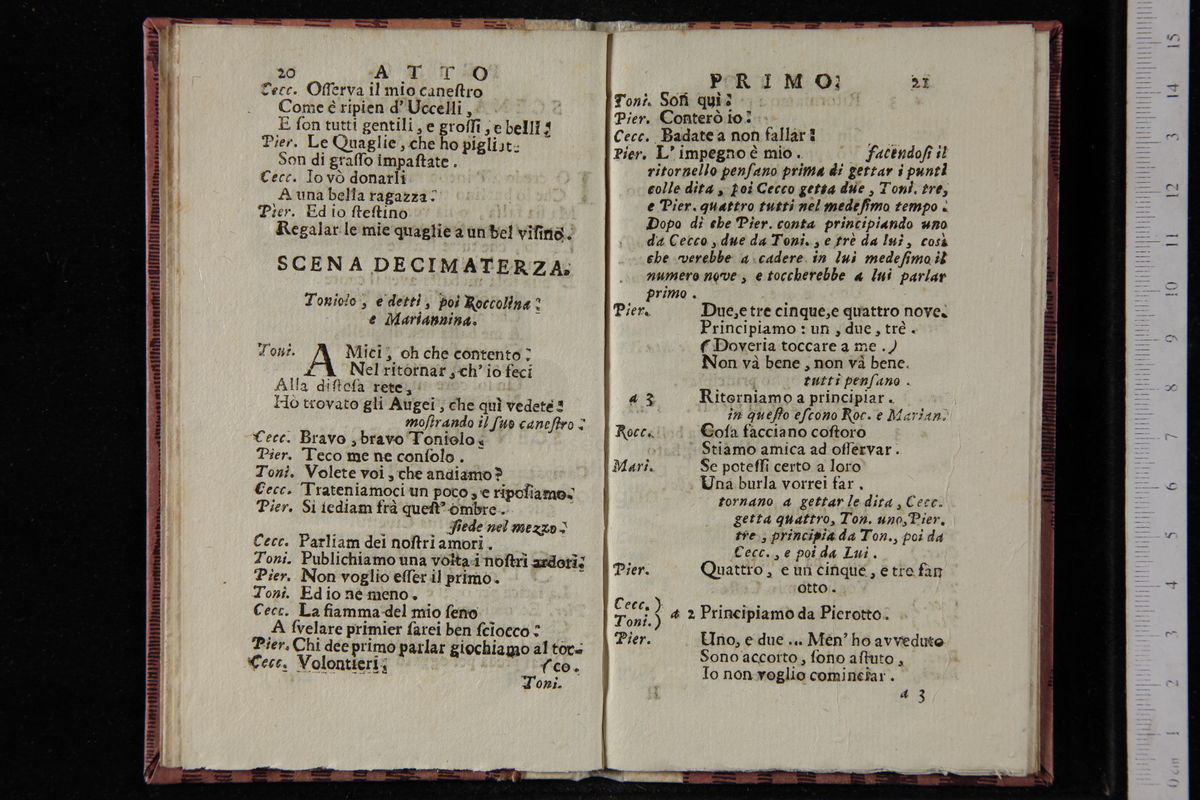 20 ATTO
Cecc. Osserva il mio canestro
Come è ripien d'Uccelli,
E son tutti gentili, e grossi, e belli!
Pier. Le Quaglie, che ho pigliate
Son di grasso impastate.
Cecc. Io vò donarli
A una bella ragazza.
Pier. Ed io stestino
Regalar le mie quaglie a un bel visino.
SCENA DECIMATERZA.
Toniolo, e detti, poi Roccolina:
e Mariannina.
Toni. AMici, oh che contento:
Nel ritornar, ch'io feci
Alla distesa rete,
Hò trovato gli Augei, che quì vedete:
mostrando il suo canestro:
Cecc. Bravo, bravo Toniolo.
Pier. Teco me ne consolo.
Toni. Volete voi, che andiamo?
Cecc. Trateniamoci un poco, e riposiamo.
Pier. Si sediam frà quest'ombre.
siede nel mezzo:
Cecc. Parliam dei nostri amori.
Toni. Publichiamo una volta i nostri ardori:
Pier. Non voglio esser il primo.
Toni. Ed io ne meno.
Cecc. La fiamma del mio seno
A svelare primier sarei ben sciocco:
Pier. Chi dee primo parlar giochiamo al toc-
Cecc. Volontieri. (co.
Toni.
PRIMO: 21
Toni. Son quì:
Pier. Conterò io:
Cecc. Badate a non fallar:
Pier. L'impegno è mio. facendosi il
ritornello pensano prima di gettar i punti
colle dita, poi Cecco getta due, Toni. tre,
e Pier. quattro tutti nel medesimo tempo:
Dopo di che Pier. conta principiando uno
da Cecco, due da Toni., e trè da lui, così
che verebbe a cadere in lui medesimo il
numero nove, e toccherebbe a lui parlar
primo.
Pier. Due, e tre cinque, e quattro nove.
Principiamo: un, due, trè.
(Doveria toccare a me.)
Non và bene, non và bene.
tutti pensano.
a 3 Ritorniamo a principiar.
in questo escono Roc. e Marian.
Rocc. Cosa facciano costoro
Stiamo amica ad osservar.
Mari. Se potessi certo a loro
Una burla vorrei far.
tornano a gettar le dita, Cecc.
getta quattro, Ton. uno, Pier.
tre, principia da Ton., poi da
Cecc., e poi da Lui.
Pier. Quattro, e un cinque, e tre fan
otto.
Cecc.)
Toni.) a 2 Principiamo da Pierotto.
Pier. Uno, e due ... Men' ho avveduto
Sono accorto, sono astuto,
Io non voglio cominciar.
a 3